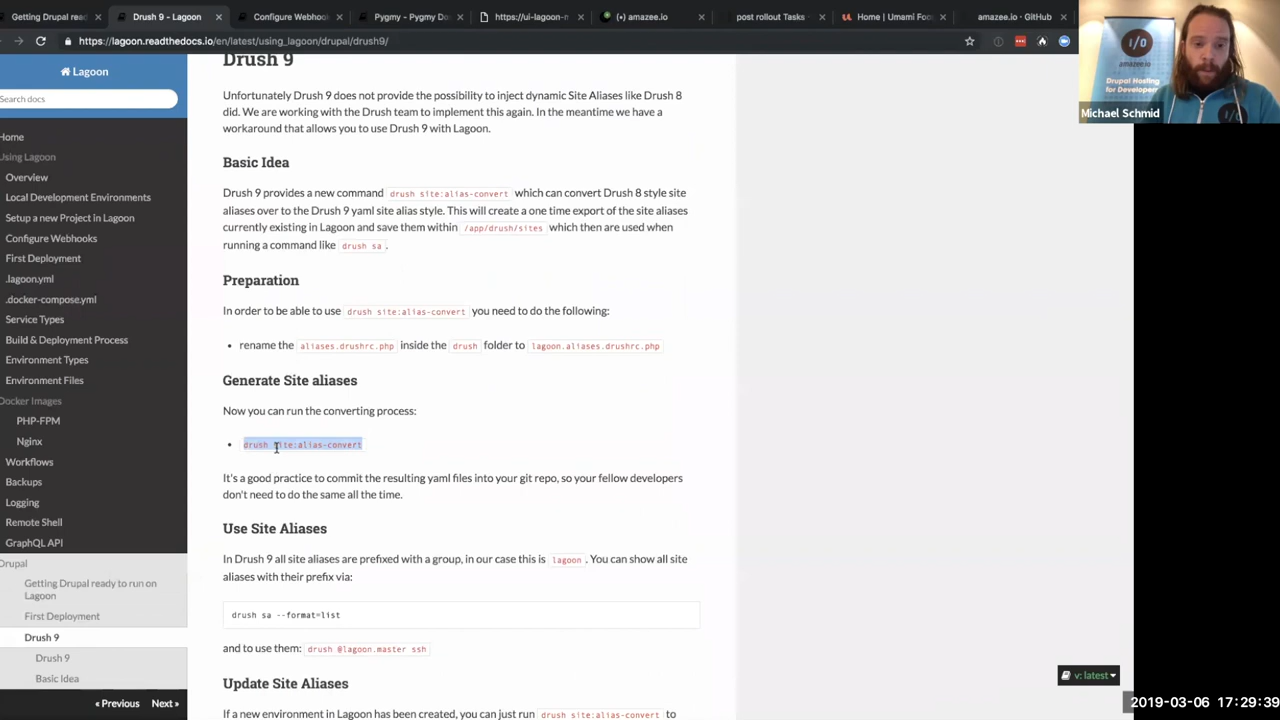 Getting Drupal read
Drush 9 - Lagoon
Configure Webhook
Pygmy - Pygmy Do
https://ui-lagoon-n
(+) amazee.io
post rollout Tasks
Home | Umami Foo
amazee.io · GitHub
https://lagoon.readthedocs.io/en/latest/using_lagoon/drupal/drush9/
Lagoon
Search docs
Home
Using Lagoon
Overview
Local Development Environments
Setup a new Project in Lagoon
Configure Webhooks
First Deployment
.lagoon.yml
.docker-compose.yml
Service Types
Build & Deployment Process
Environment Types
Environment Files
Docker Images
PHP-FPM
Nginx
Workflows
Backups
Logging
Remote Shell
GraphQL API
Drupal
Getting Drupal ready to run on
Lagoon
First Deployment
Drush 9
Drush 9
Basic Idea
« Previous Next »
Drush 9
Unfortunately Drush 9 does not provide the posbility to inject dynamic Site Aliases like Drush 8
did. We are working with the Drush team to implement this again. In the meantime we have a
workaround that allows you to use Drush 9 with Lagoon.
Basic Idea
Drush 9 provides a new command drush site:alias-convert which can convert Drush 8 style site
aliases over to the Drush 9 yaml site alias style. This will create a one time export of the site aliases
currently existing in Lagoon and save them within /app/drush/sites which then are used when
running a command like drush sa .
Preparation
In order to be able to use drush site:alias-convert you need to do the following:
• rename the aliases.drushrc.php inside the drush folder to lagoon.aliases.drushrc.php
Generate Site aliases
Now you can run the converting process:
• drush site:alias-convert
It's a good practice to commit the resulting yaml files into your git repo, so your fellow developers
don't need to do the same all the time.
Use Site Aliases
In Drush 9 all site aliases are prefixed with a group, in our case this is lagoon . You can show all site
aliases with their prefix via:
drush sa --format=list
and to use them: drush @lagoon.master ssh
Update Site Aliases
If a new environment in Lagoon has been created, you can just run drush site:alias-convert to
I/O
amazee.io
Drupal Hosting
for Developers
Michael Schmid
v: latest
2019-03-06 17:29:39